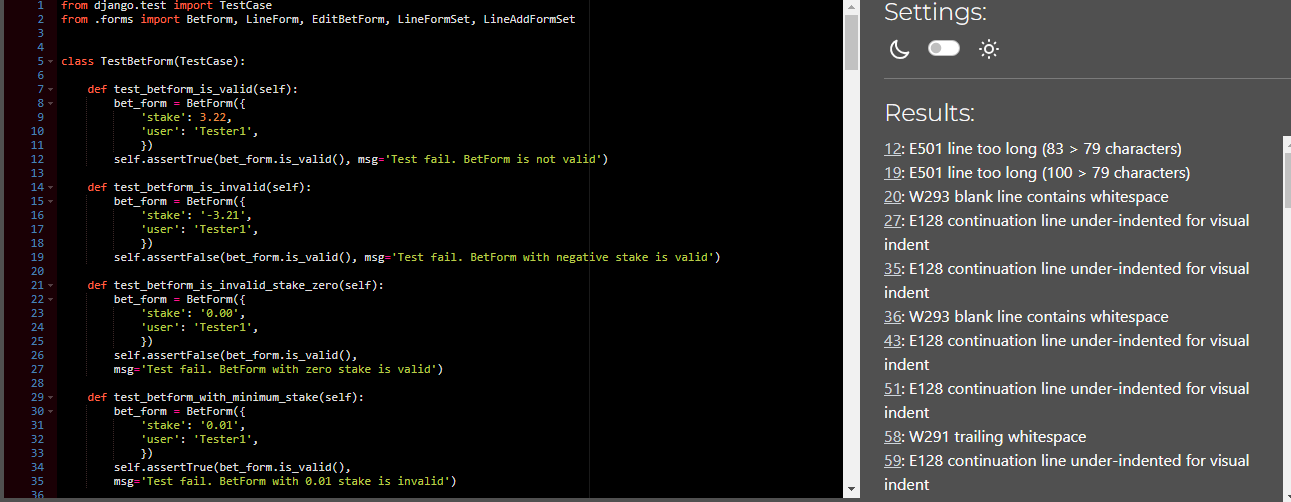 1 from django.test import TestCase
2 from .forms import BetForm, LineForm, EditBetForm, LineFormSet, LineAddFormSet
3
4
5 class TestBetForm(TestCase):
6
7     def test_betform_is_valid(self):
8         bet_form = BetForm({
9             'stake': 3.22,
10             'user': 'Tester1',
11             })
12         self.assertTrue(bet_form.is_valid(), msg='Test fail. BetForm is not valid')
13
14     def test_betform_is_invalid(self):
15         bet_form = BetForm({
16             'stake': '-3.21',
17             'user': 'Tester1',
18             })
19         self.assertFalse(bet_form.is_valid(), msg='Test fail. BetForm with negative stake is valid')
20
21     def test_betform_is_invalid_stake_zero(self):
22         bet_form = BetForm({
23             'stake': '0.00',
24             'user': 'Tester1',
25             })
26         self.assertFalse(bet_form.is_valid(),
27         msg='Test fail. BetForm with zero stake is valid')
28
29     def test_betform_with_minimum_stake(self):
30         bet_form = BetForm({
31             'stake': '0.01',
32             'user': 'Tester1',
33             })
34         self.assertTrue(bet_form.is_valid(),
35         msg='Test fail. BetForm with 0.01 stake is invalid')
36
Settings:
Results:
12: E501 line too long (83 > 79 characters)
19: E501 line too long (100 > 79 characters)
20: W293 blank line contains whitespace
27: E128 continuation line under-indented for visual
indent
35: E128 continuation line under-indented for visual
indent
36: W293 blank line contains whitespace
43: E128 continuation line under-indented for visual
indent
51: E128 continuation line under-indented for visual
indent
58: W291 trailing whitespace
59: E128 continuation line under-indented for visual
indent